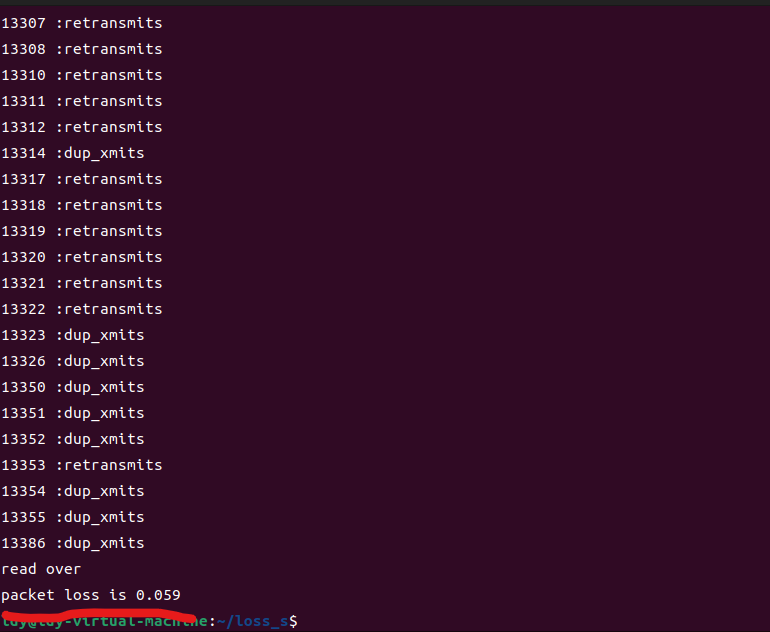 13307 :retransmits
13308 :retransmits
13310 :retransmits
13311 :retransmits
13312 :retransmits
13314 :dup_xmits
13317 :retransmits
13318 :retransmits
13319 :retransmits
13320 :retransmits
13321 :retransmits
13322 :retransmits
13323 :dup_xmits
13326 :dup_xmits
13350 :dup_xmits
13351 :dup_xmits
13352 :dup_xmits
13353 :retransmits
13354 :dup_xmits
13355 :dup_xmits
13386 :dup_xmits
read over
packet loss is 0.059
:~/loss_s$